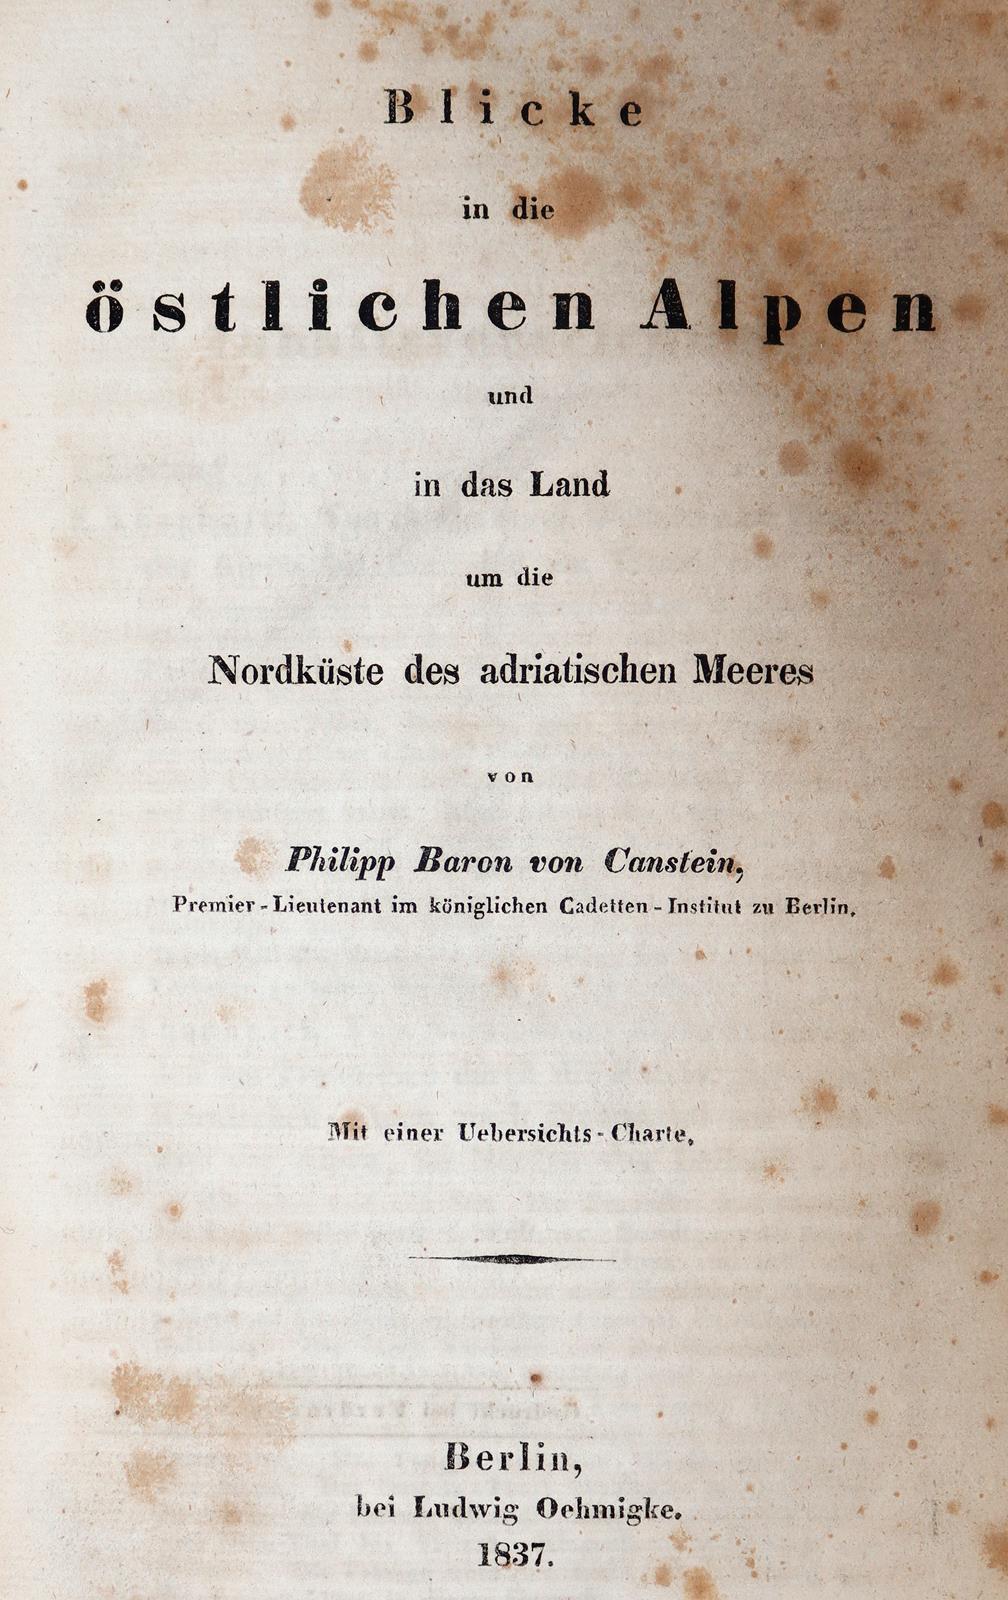 Blicke
in die
östlichen Alpen
und
in das Land
um die
Nordküste des adriatischen Meeres
von
Philipp Baron von Canstein,
Premier-Lieutenant im königlichen Cadetten-Institut zu Berlin.
Mit einer Uebersichts-Charte.
Berlin,
bei Ludwig Oehmigke.
1837.